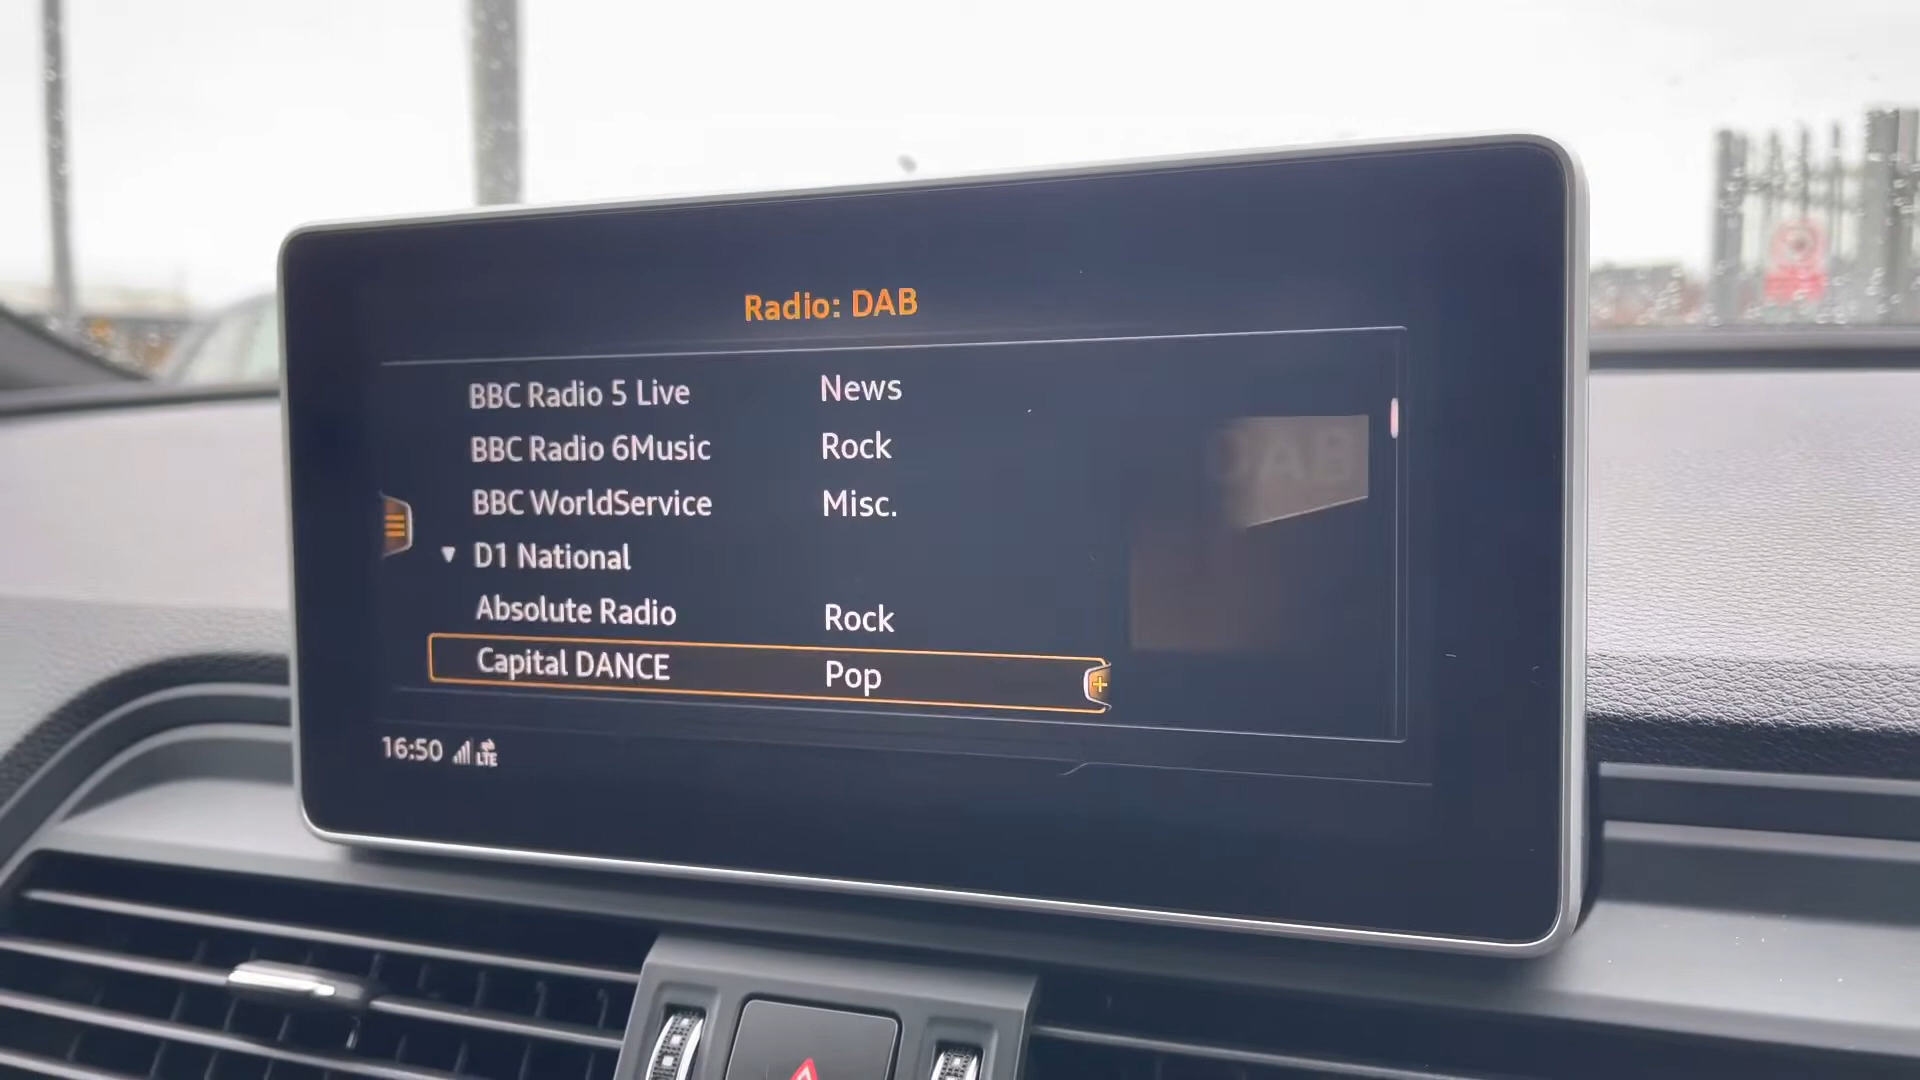 Radio: DAB
BBC Radio 5 Live News
BBC Radio 6Music Rock
BBC WorldService Misc.
D1 National
Absolute Radio Rock
Capital DANCE Pop
DAB
16:50 LTE